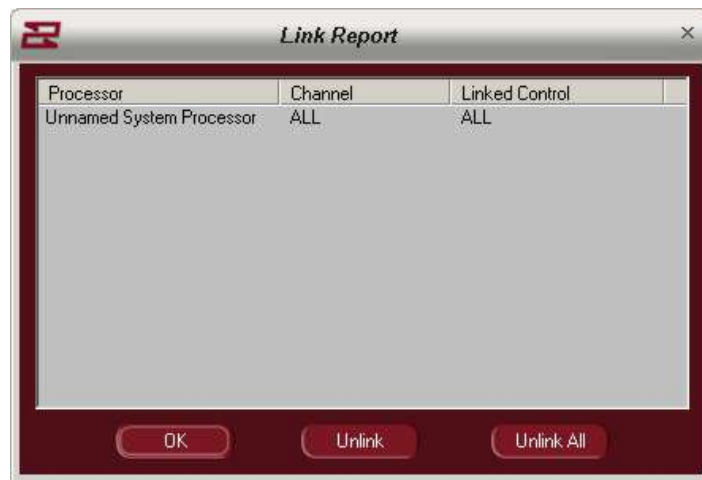 Link Report
Processor Channel Linked Control
Unnamed System Processor ALL ALL
OK Unlink Unlink All